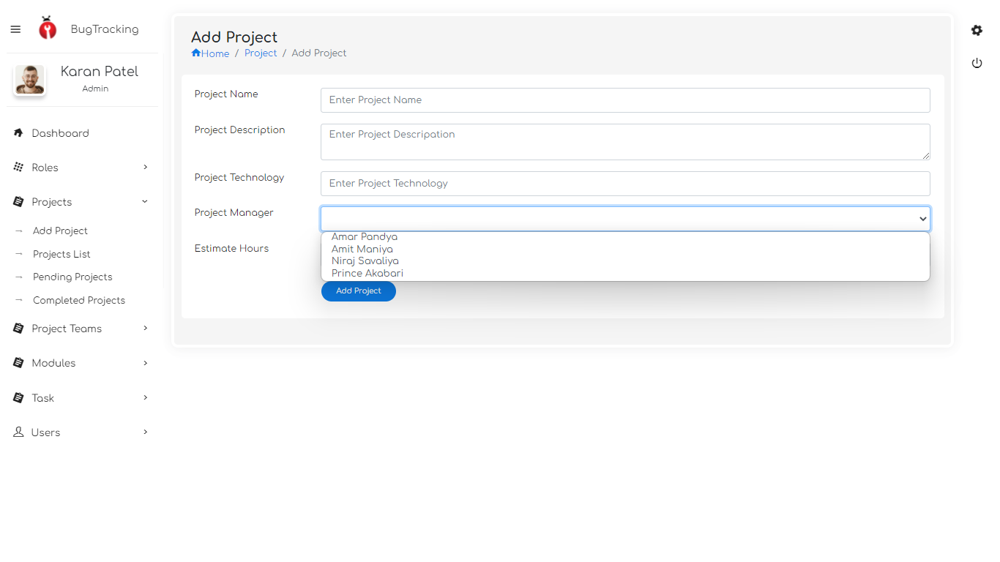 BugTracking
Karan Patel
Admin
Dashboard
Roles
Projects
→ Add Project
→ Projects List
→ Pending Projects
→ Completed Projects
Project Teams
Modules
Task
Users
Add Project
Home / Project / Add Project
Project Name
Enter Project Name
Project Description
Enter Project Descripation
Project Technology
Enter Project Technology
Project Manager
Amar Pandya
Amit Maniya
Niraj Savaliya
Prince Akabari
Estimate Hours
Add Project